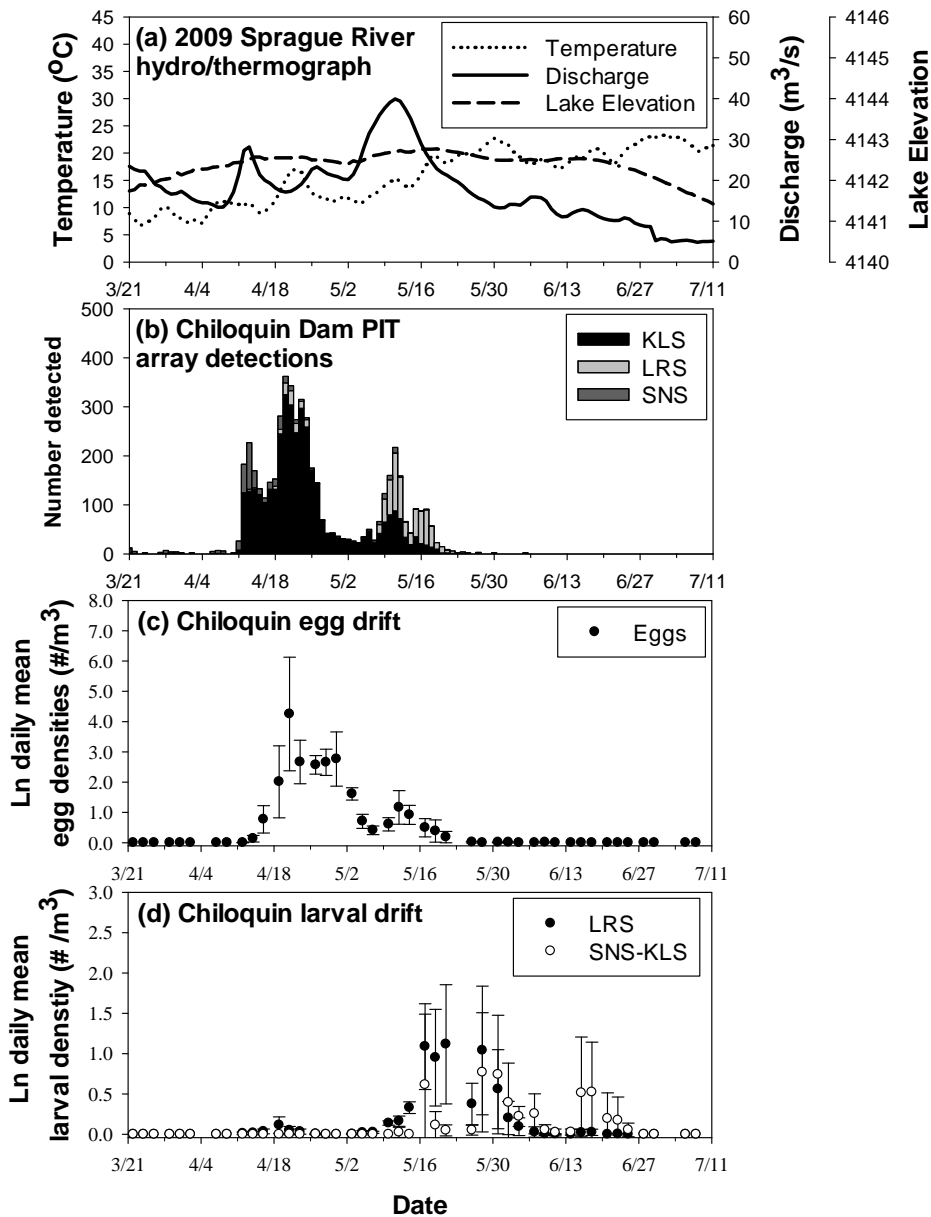 (a) 2009 Sprague River
hydro/thermograph
Temperature
Discharge
Lake Elevation
Temperature (°C)
45
40
35
30
25
20
15
10
5
0
Discharge (m3/s)
60
50
40
30
20
10
0
Lake Elevation
4146
4145
4144
4143
4142
4141
4140
3/21 4/4 4/18 5/2 5/16 5/30 6/13 6/27 7/11
(b) Chiloquin Dam PIT
array detections
KLS
LRS
SNS
Number detected
500
400
300
200
100
0
3/21 4/4 4/18 5/2 5/16 5/30 6/13 6/27 7/11
(c) Chiloquin egg drift
Eggs
Ln daily mean
egg densities (#/m3)
8.0
7.0
6.0
5.0
4.0
3.0
2.0
1.0
0.0
3/21 4/4 4/18 5/2 5/16 5/30 6/13 6/27 7/11
(d) Chiloquin larval drift
LRS
SNS-KLS
Ln daily mean
larval denstiy (# /m3)
3.0
2.5
2.0
1.5
1.0
0.5
0.0
3/21 4/4 4/18 5/2 5/16 5/30 6/13 6/27 7/11
Date